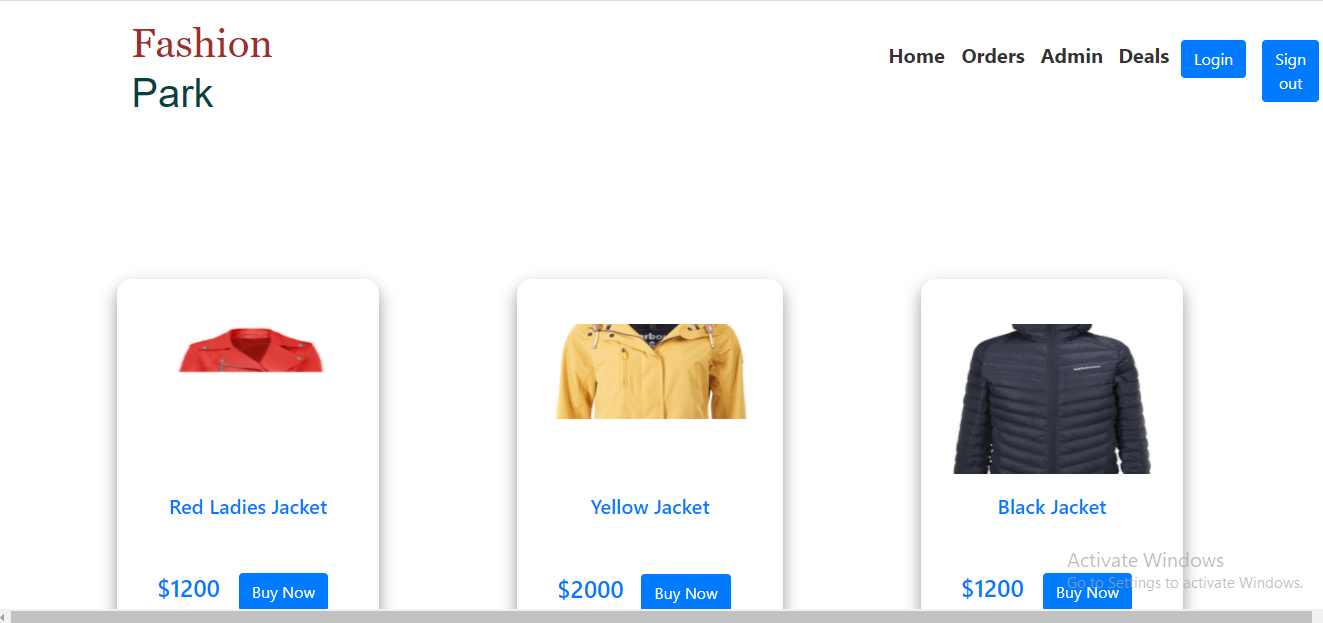 Fashion
Park
Home Orders Admin Deals Login Sign out
Red Ladies Jacket
Yellow Jacket
Black Jacket
$1200 Buy Now
$2000 Buy Now
$1200 Buy Now
Activate Windows
Go to Settings to activate Windows.